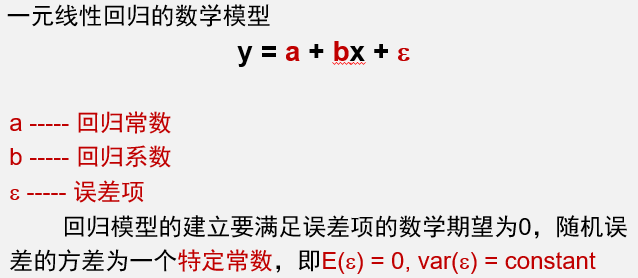 一元线性回归的数学模型
y = a + bx + ε
a ----- 回归常数
b ----- 回归系数
ε ----- 误差项
回归模型的建立要满足误差项的数学期望为0，随机误
差的方差为一个特定常数，即E(ε) = 0, var(ε) = constant